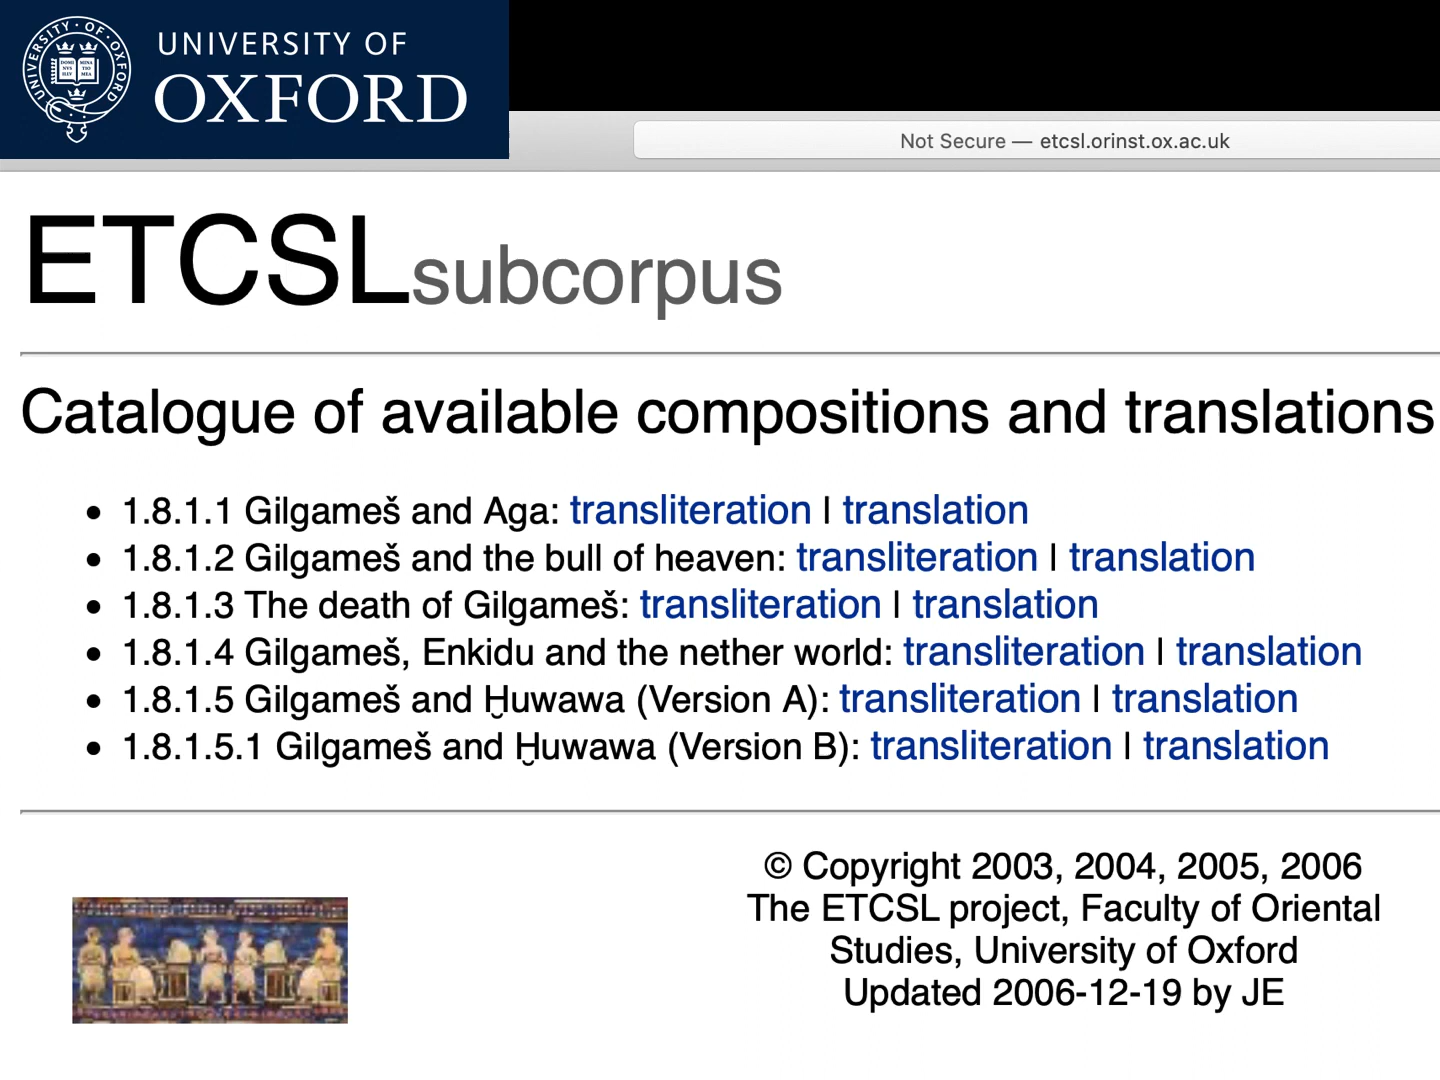 UNIVERSITY OF
OXFORD
Not Secure — etcsl.orinst.ox.ac.uk
ETCSLsubcorpus
Catalogue of available compositions and translations
• 1.8.1.1 Gilgameš and Aga: transliteration | translation
• 1.8.1.2 Gilgameš and the bull of heaven: transliteration | translation
• 1.8.1.3 The death of Gilgameš: transliteration | translation
• 1.8.1.4 Gilgameš, Enkidu and the nether world: transliteration | translation
• 1.8.1.5 Gilgameš and Ḫuwawa (Version A): transliteration | translation
• 1.8.1.5.1 Gilgameš and Ḫuwawa (Version B): transliteration | translation
© Copyright 2003, 2004, 2005, 2006
The ETCSL project, Faculty of Oriental
Studies, University of Oxford
Updated 2006-12-19 by JE